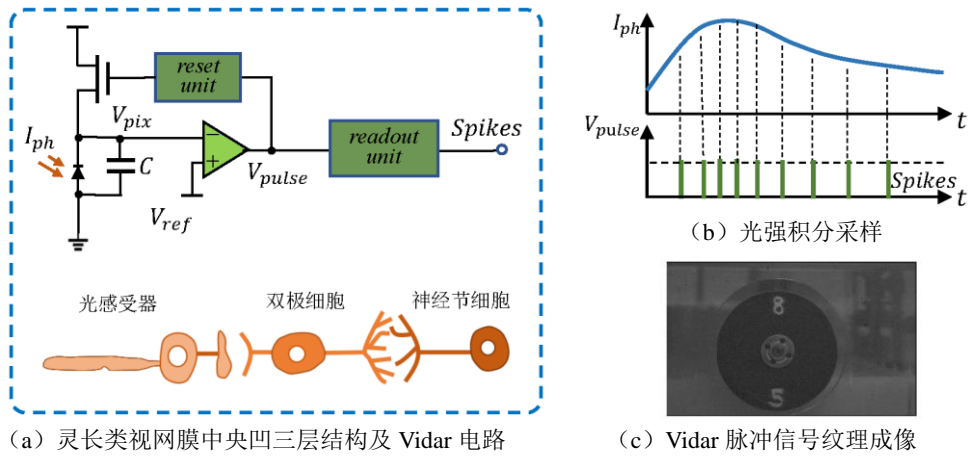 reset
unit
V_pix
I_ph
C
V_ref
V_pulse
readout
unit
Spikes
光感受器
双极细胞
神经节细胞
（a）灵长类视网膜中央凹三层结构及 Vidar 电路
I_ph
t
V_pulse
Spikes
t
（b）光强积分采样
8
5
（c）Vidar 脉冲信号纹理成像